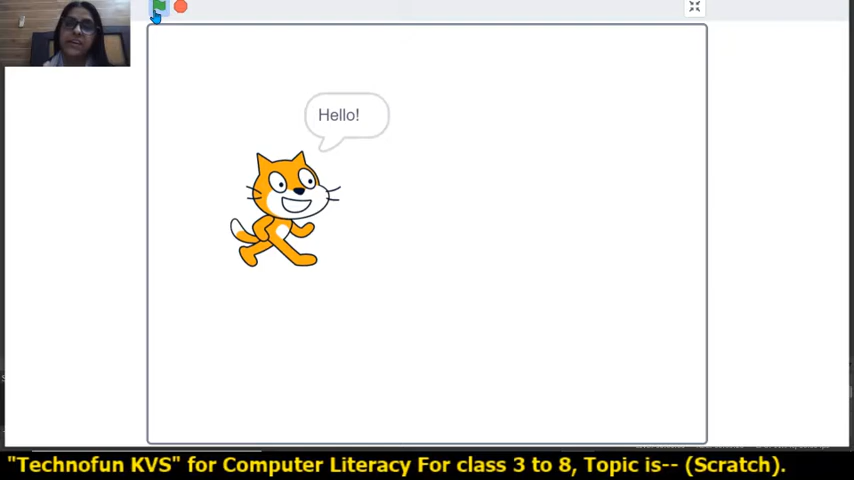 Hello!
"Technofun KVS" for Computer Literacy For class 3 to 8, Topic is-- (Scratch).